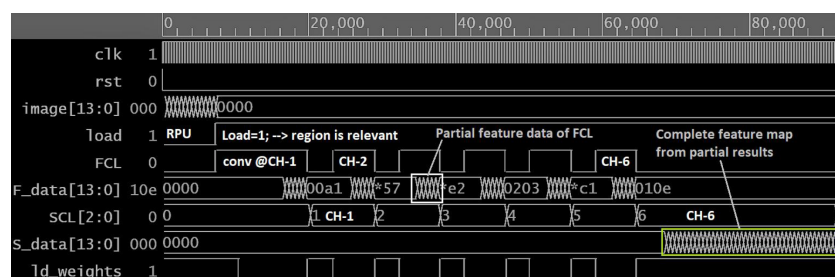 0 20,000 40,000 60,000 80,000
clk 1
rst 0
image[13:0] 000 0000
load 1 RPU Load=1; --> region is relevant Partial feature data of FCL Complete feature map
from partial results
FCL 0 conv @CH-1 CH-2 CH-6
F_data[13:0] 10e 0000 00a1 *57 *e2 0203 *c1 010e
SCL[2:0] 0 0 1 CH-1 2 3 4 5 6 CH-6
S_data[13:0] 000 0000
ld_weights 1